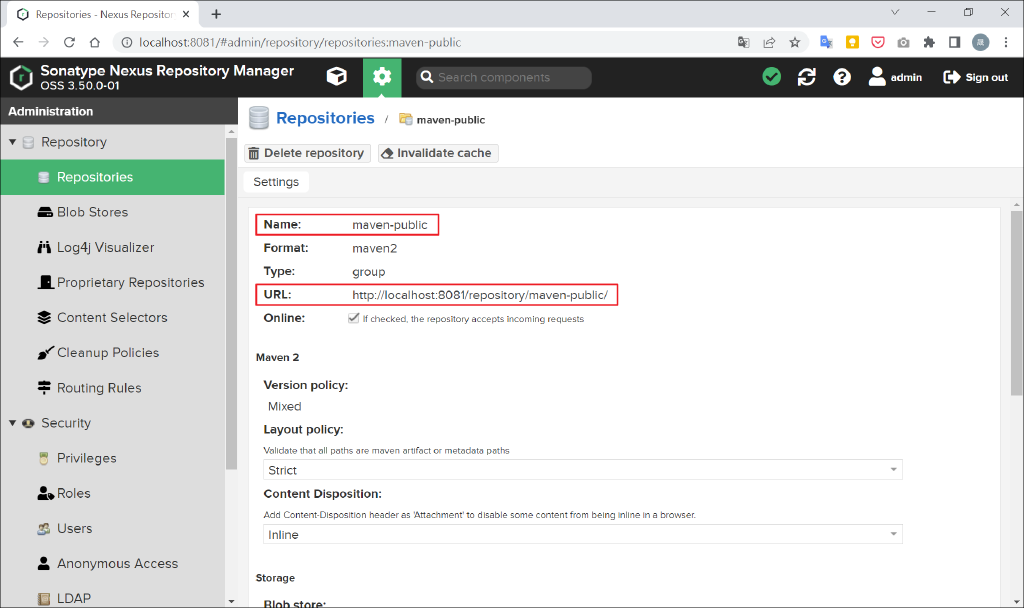 Repositories - Nexus Repositor
localhost:8081/#admin/repository/repositories:maven-public
Sonatype Nexus Repository Manager
OSS 3.50.0-01
Search components
admin
Sign out
Administration
Repositories / maven-public
Repository
Delete repository
Invalidate cache
Repositories
Settings
Blob Stores
Log4j Visualizer
Proprietary Repositories
Content Selectors
Cleanup Policies
Routing Rules
Security
Privileges
Roles
Users
Anonymous Access
LDAP
Name: maven-public
Format: maven2
Type: group
URL: http://localhost:8081/repository/maven-public/
Online: If checked, the repository accepts incoming requests
Maven 2
Version policy:
Mixed
Layout policy:
Validate that all paths are maven artifact or metadata paths
Strict
Content Disposition:
Add Content-Disposition header as 'Attachment' to disable some content from being inline in a browser.
Inline
Storage
Blob store: